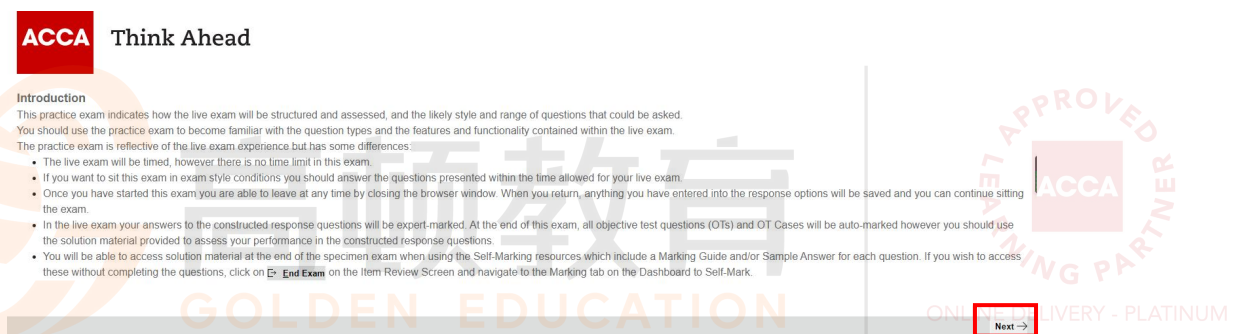 ACCA Think Ahead
Introduction
This practice exam indicates how the live exam will be structured and assessed, and the likely style and range of questions that could be asked.
You should use the practice exam to become familiar with the question types and the features and functionality contained within the live exam.
The practice exam is reflective of the live exam experience but has some differences:
• The live exam will be timed, however there is no time limit in this exam.
• If you want to sit this exam in exam style conditions you should answer the questions presented within the time allowed for your live exam.
• Once you have started this exam you are able to leave at any time by closing the browser window. When you return, anything you have entered into the response options will be saved and you can continue sitting
the exam.
• In the live exam your answers to the constructed response questions will be expert-marked. At the end of this exam, all objective test questions (OTs) and OT Cases will be auto-marked however you should use
the solution material provided to assess your performance in the constructed response questions.
• You will be able to access solution material at the end of the specimen exam when using the Self-Marking resources which include a Marking Guide and/or Sample Answer for each question. If you wish to access
these without completing the questions, click on End Exam on the Item Review Screen and navigate to the Marking tab on the Dashboard to Self-Mark.
Next →
高顿教育
GOLDEN EDUCATION
APPROVED
ACCA
LEARNING PARTNER
ONLINE DELIVERY - PLATINUM